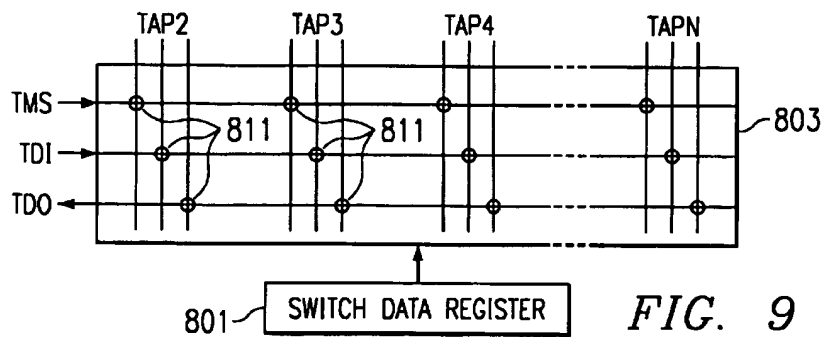 TAP2 TAP3 TAP4 TAPN
TMS
811 811 803
TDI
TDO
801 SWITCH DATA REGISTER
FIG. 9